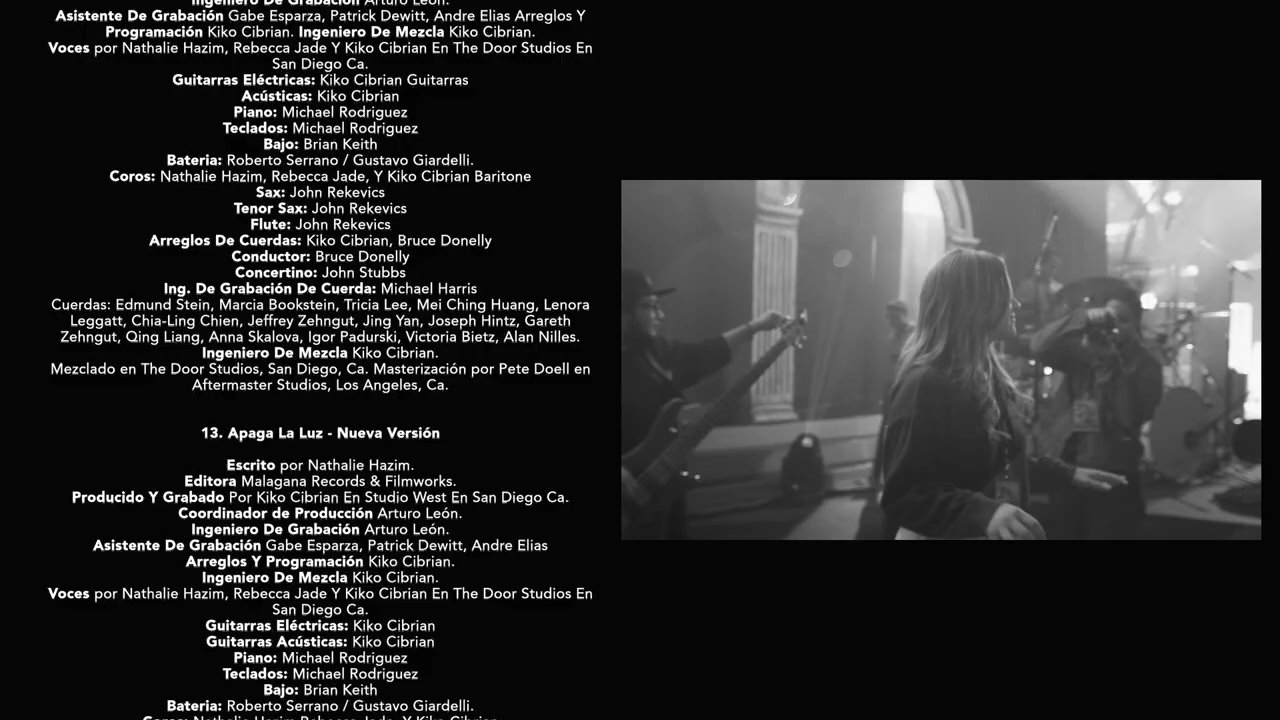 Ingeniero De Grabación Arturo León.
Asistente De Grabación Gabe Esparza, Patrick Dewitt, Andre Elias Arreglos Y
Programación Kiko Cibrian. Ingeniero De Mezcla Kiko Cibrian.
Voces por Nathalie Hazim, Rebecca Jade Y Kiko Cibrian En The Door Studios En
San Diego Ca.
Guitarras Eléctricas: Kiko Cibrian Guitarras
Acústicas: Kiko Cibrian
Piano: Michael Rodriguez
Teclados: Michael Rodriguez
Bajo: Brian Keith
Bateria: Roberto Serrano / Gustavo Giardelli.
Coros: Nathalie Hazim, Rebecca Jade, Y Kiko Cibrian Baritone
Sax: John Rekevics
Tenor Sax: John Rekevics
Flute: John Rekevics
Arreglos De Cuerdas: Kiko Cibrian, Bruce Donelly
Conductor: Bruce Donelly
Concertino: John Stubbs
Ing. De Grabación De Cuerda: Michael Harris
Cuerdas: Edmund Stein, Marcia Bookstein, Tricia Lee, Mei Ching Huang, Lenora
Leggatt, Chia-Ling Chien, Jeffrey Zehngut, Jing Yan, Joseph Hintz, Gareth
Zehngut, Qing Liang, Anna Skalova, Igor Padurski, Victoria Bietz, Alan Nilles.
Ingeniero De Mezcla Kiko Cibrian.
Mezclado en The Door Studios, San Diego, Ca. Masterización por Pete Doell en
Aftermaster Studios, Los Angeles, Ca.
13. Apaga La Luz - Nueva Versión
Escrito por Nathalie Hazim.
Editora Malagana Records & Filmworks.
Producido Y Grabado Por Kiko Cibrian En Studio West En San Diego Ca.
Coordinador de Producción Arturo León.
Ingeniero De Grabación Arturo León.
Asistente De Grabación Gabe Esparza, Patrick Dewitt, Andre Elias
Arreglos Y Programación Kiko Cibrian.
Ingeniero De Mezcla Kiko Cibrian.
Voces por Nathalie Hazim, Rebecca Jade Y Kiko Cibrian En The Door Studios En
San Diego Ca.
Guitarras Eléctricas: Kiko Cibrian
Guitarras Acústicas: Kiko Cibrian
Piano: Michael Rodriguez
Teclados: Michael Rodriguez
Bajo: Brian Keith
Bateria: Roberto Serrano / Gustavo Giardelli.
Coros: Nathalie Hazim Rebecca Jade, Y Kiko Cibrian